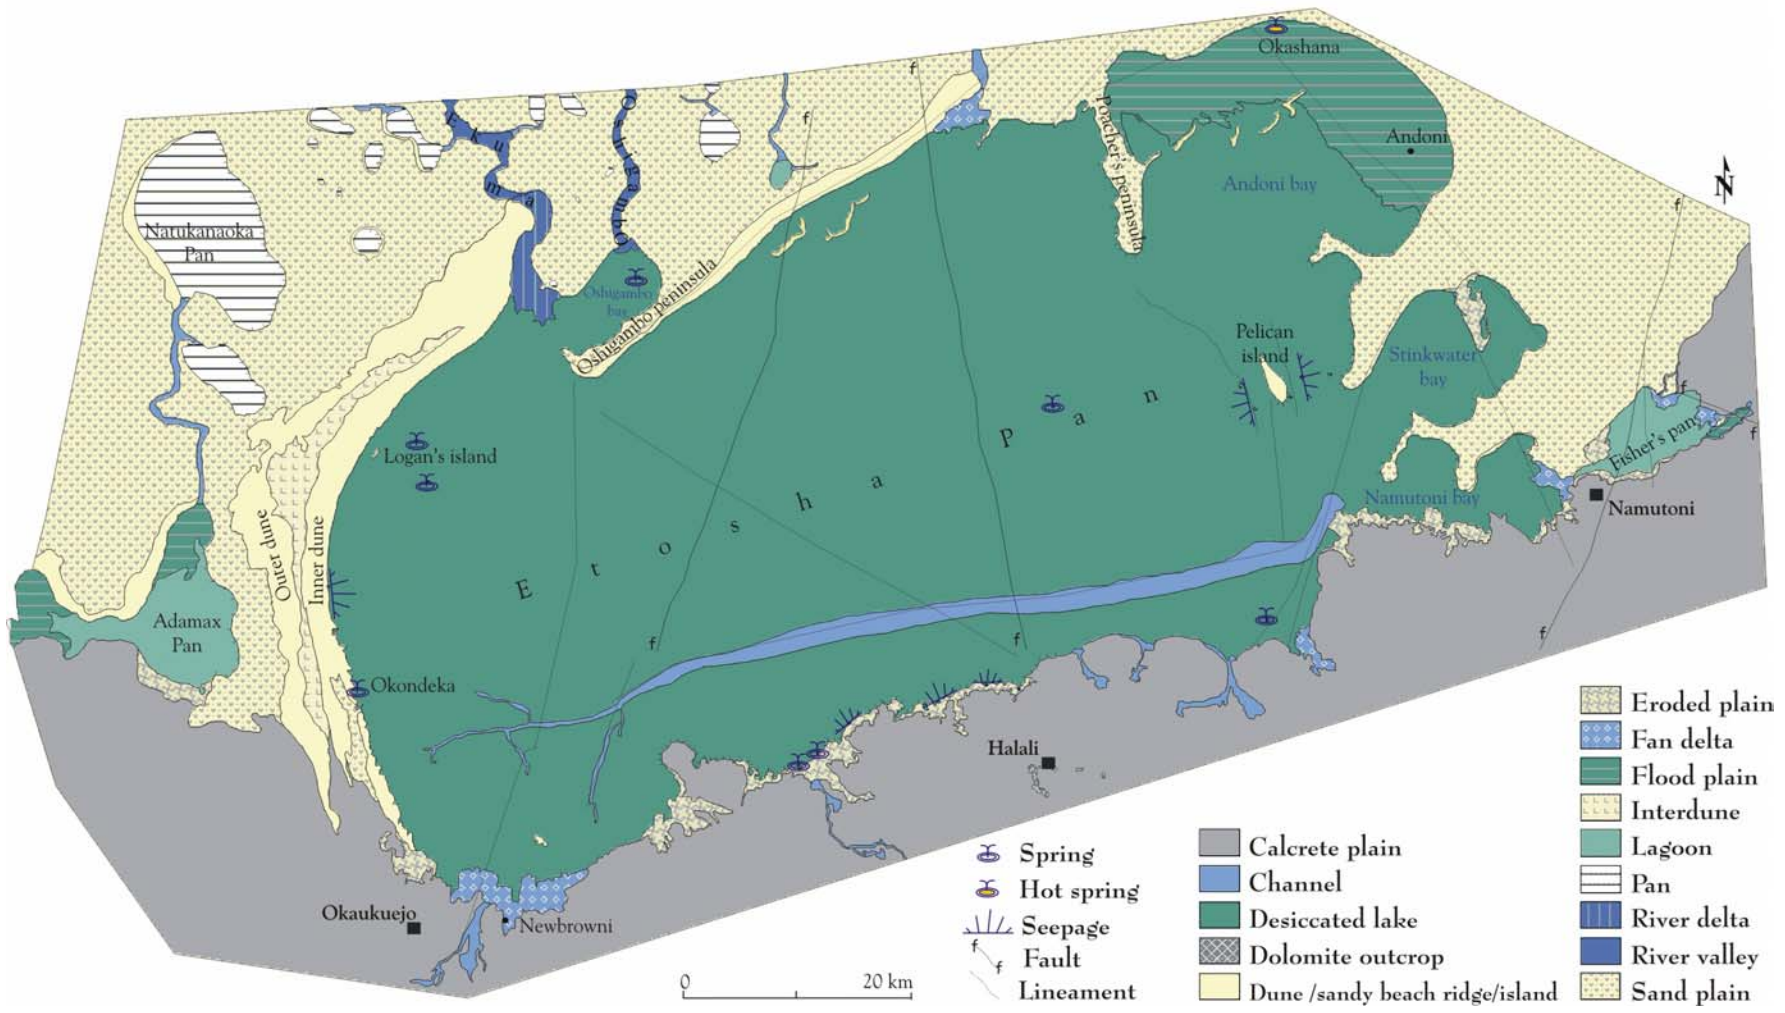 Okashana
f
f
Poacher's peninsula
Andoni
Ekuma
Oshigambo
Andoni bay
N
f
Natukanaoka
Pan
Oshigambo
bay
Oshigambo peninsula
Pelican
island
Stinkwater
bay
f
Etosha Pan
Fisher's pan
f
Logan's island
Namutoni bay
Namutoni
Outer dune
Inner dune
Adamax
Pan
f
f
f
Okondeka
Halali
Okaukuejo
Newbrowni
Spring
Hot spring
Seepage
f
f
Fault
Lineament
0
20 km
Calcrete plain
Channel
Desiccated lake
Dolomite outcrop
Dune /sandy beach ridge/island
Eroded plain
Fan delta
Flood plain
Interdune
Lagoon
Pan
River delta
River valley
Sand plain